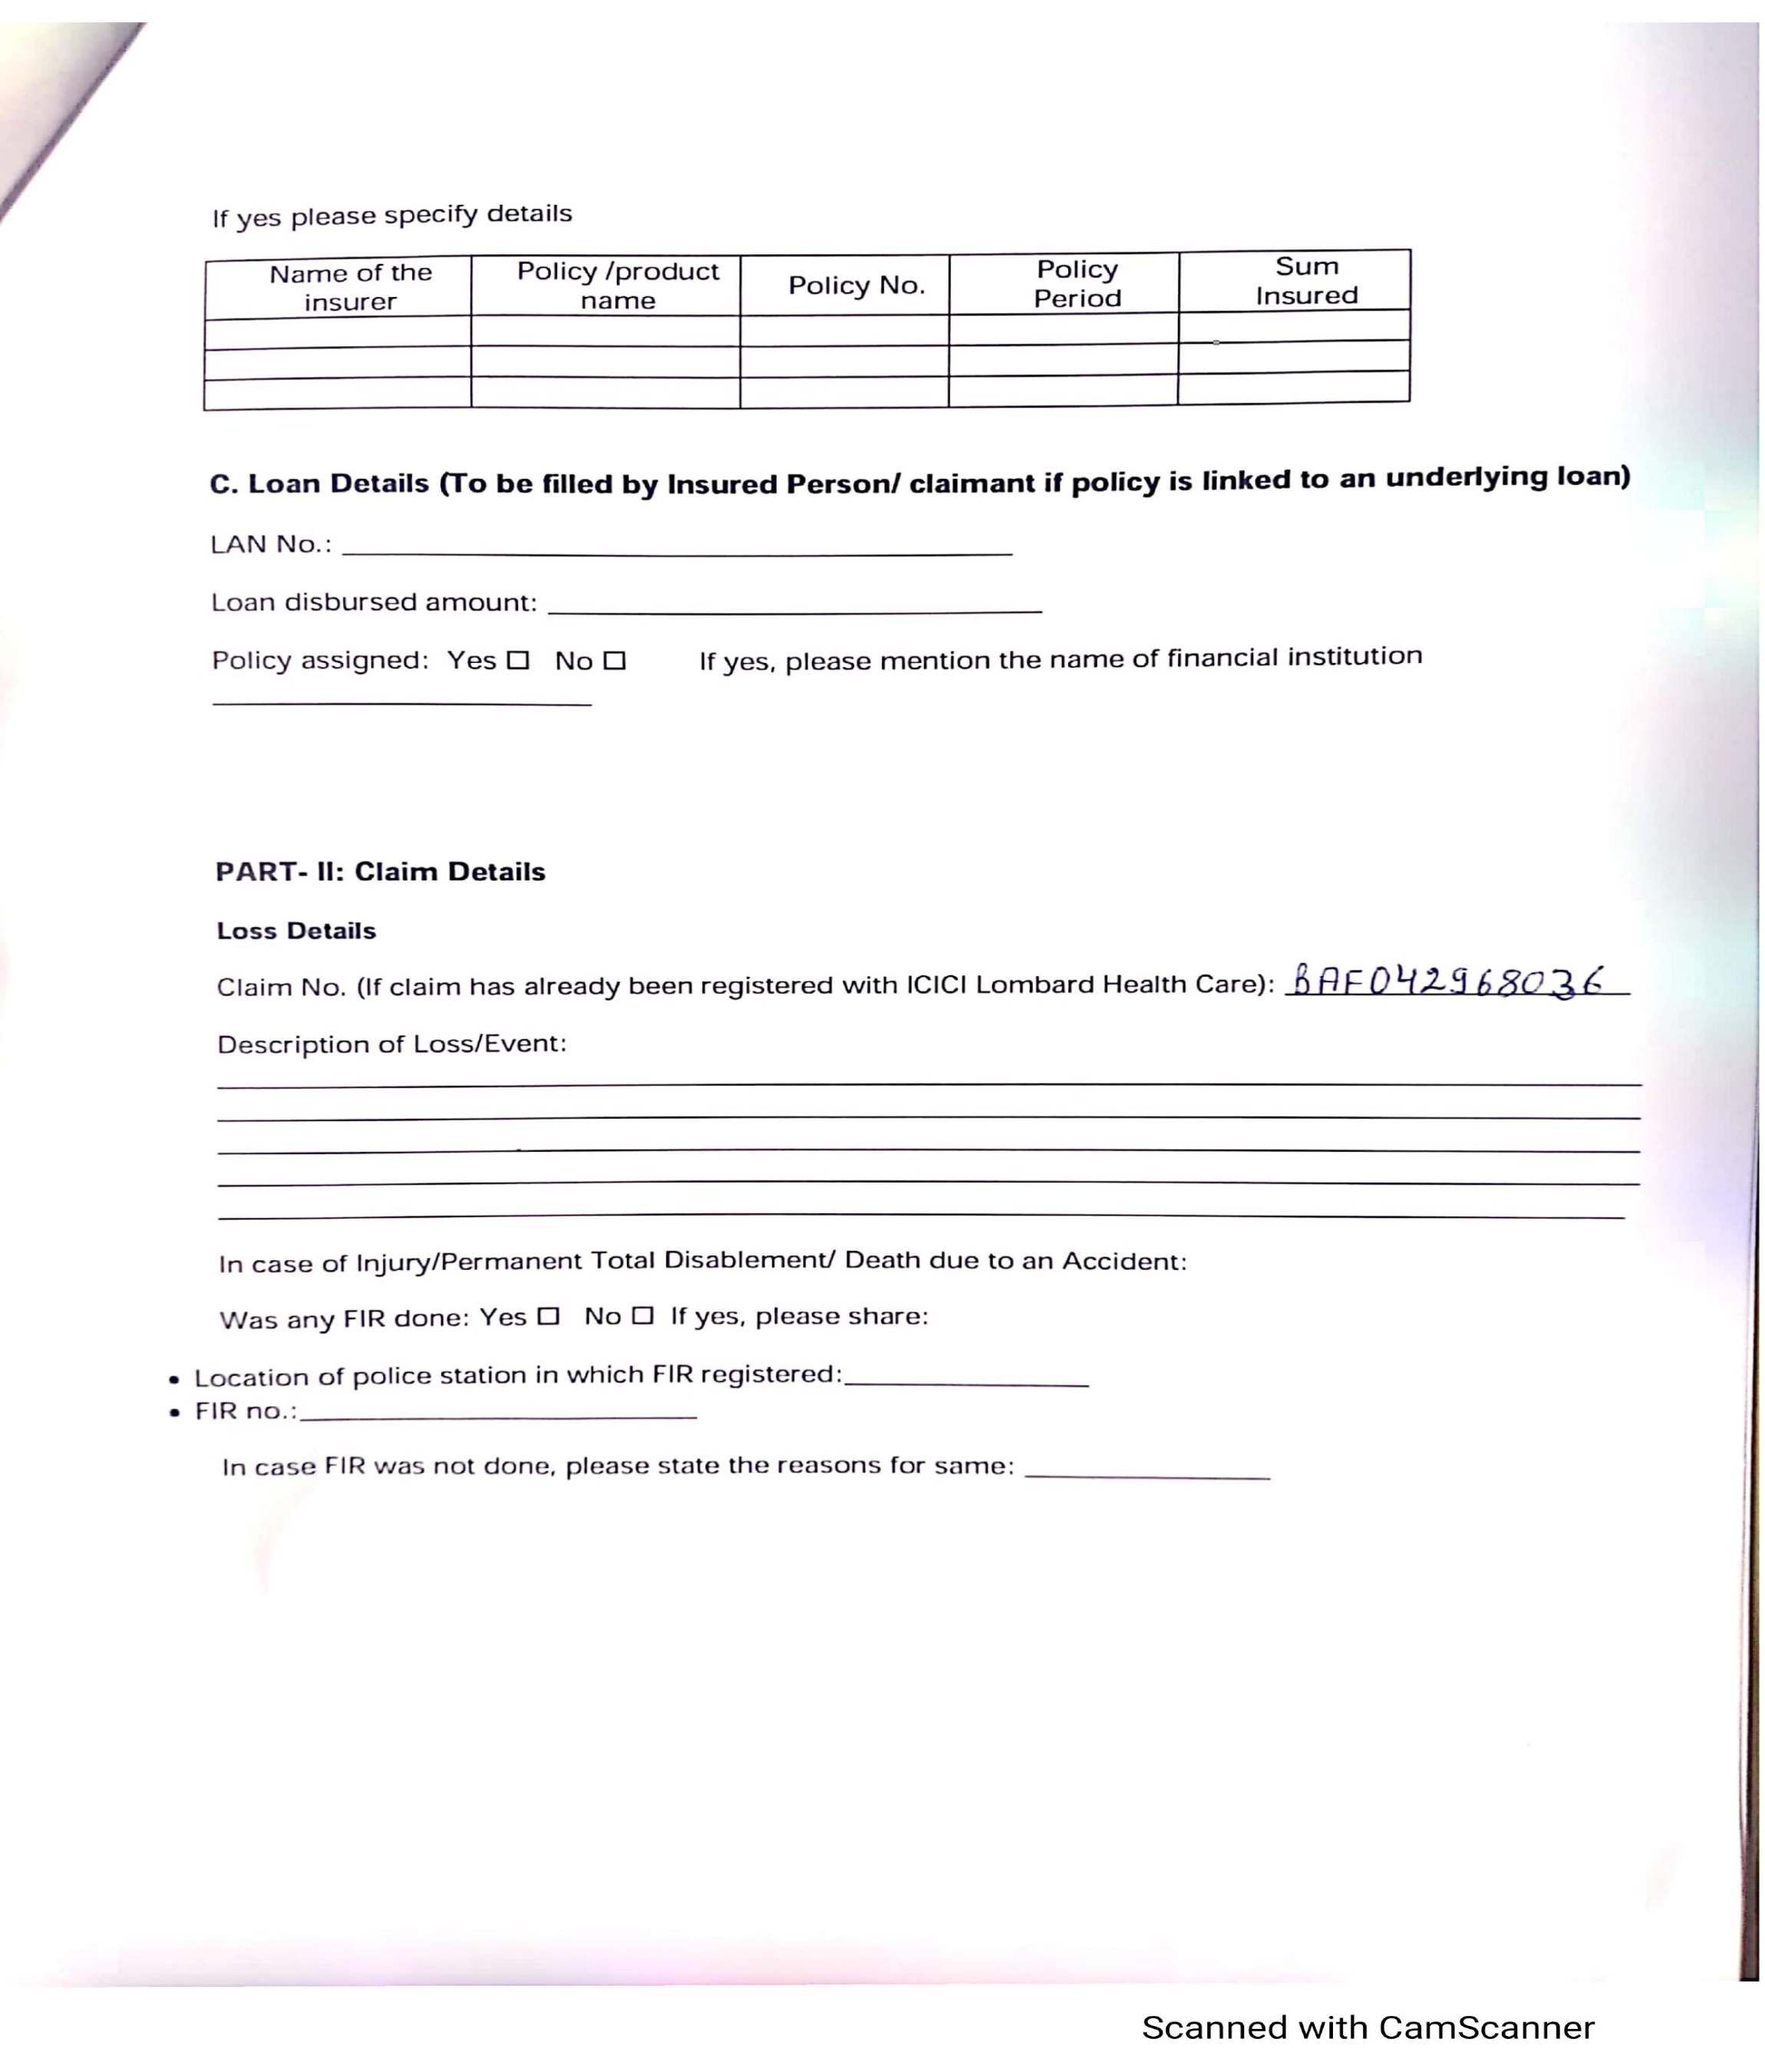 If yes please specify details
Name of the insurer Policy /product name Policy No. Policy Period Sum Insured
C. Loan Details (To be filled by Insured Person/ claimant if policy is linked to an underlying loan)
LAN No.:
Loan disbursed amount:
Policy assigned: Yes ☐ No ☐ If yes, please mention the name of financial institution
PART- II: Claim Details
Loss Details
Claim No. (If claim has already been registered with ICICI Lombard Health Care): BAF042968036
Description of Loss/Event:
In case of Injury/Permanent Total Disablement/ Death due to an Accident:
Was any FIR done: Yes ☐ No ☐ If yes, please share:
• Location of police station in which FIR registered:
• FIR no.:
In case FIR was not done, please state the reasons for same:
Scanned with CamScanner